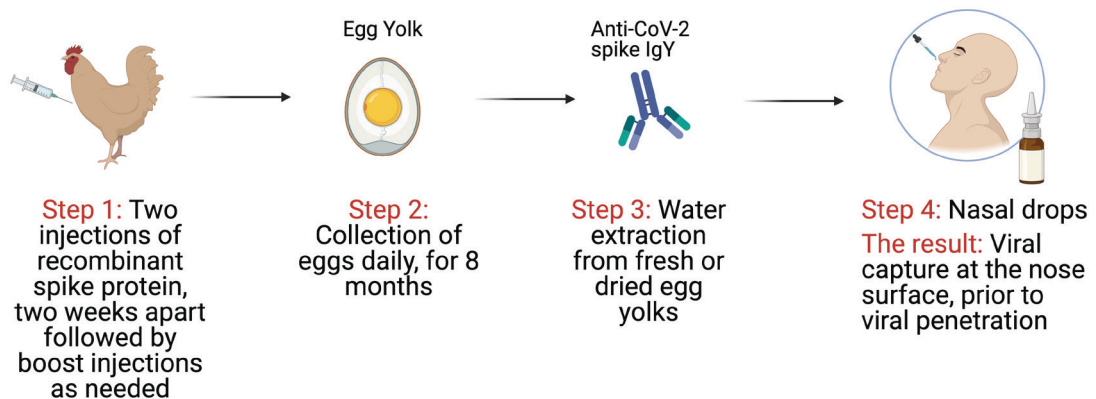 Egg Yolk
Anti-CoV-2
spike IgY
Step 1: Two
injections of
recombinant
spike protein,
two weeks apart
followed by
boost injections
as needed
Step 2:
Collection of
eggs daily, for 8
months
Step 3: Water
extraction
from fresh or
dried egg
yolks
Step 4: Nasal drops
The result: Viral
capture at the nose
surface, prior to
viral penetration